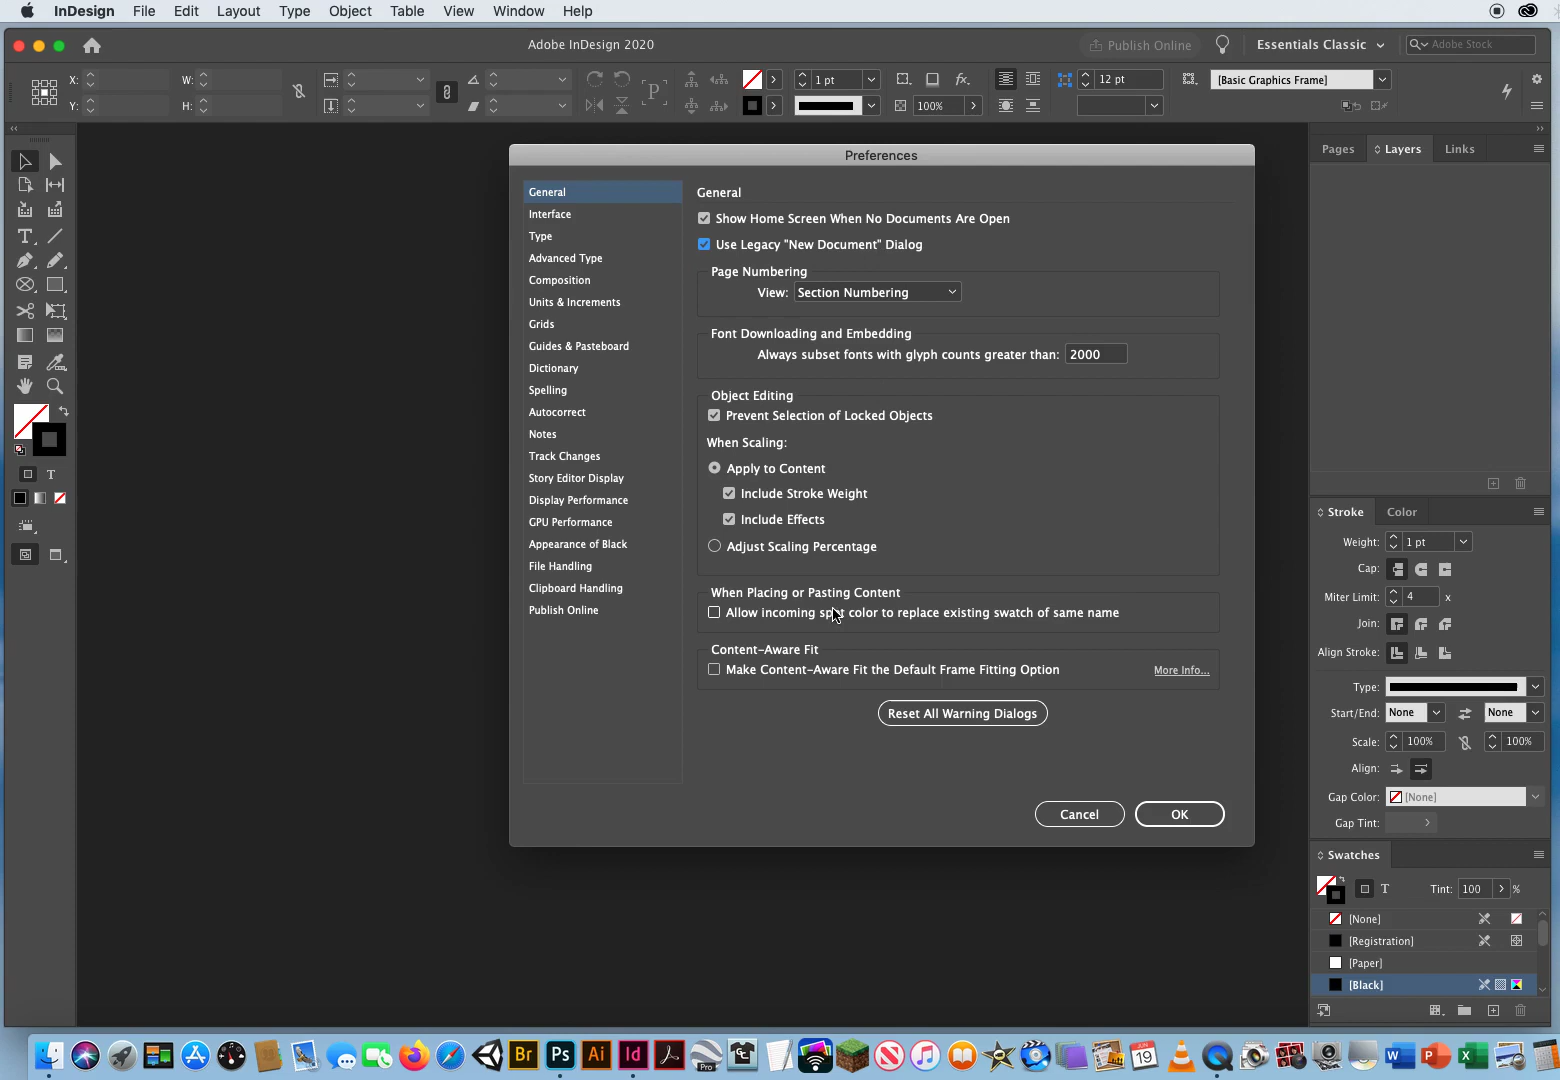 InDesign File Edit Layout Type Object Table View Window Help
Adobe InDesign 2020
Publish Online
Essentials Classic
Adobe Stock
X: W: 1 pt fx. 12 pt [Basic Graphics Frame]
Y: H: P 100%
Pages Layers Links
Preferences
General
Interface
Type
Advanced Type
Composition
Units & Increments
Grids
Guides & Pasteboard
Dictionary
Spelling
Autocorrect
Notes
Track Changes
Story Editor Display
Display Performance
GPU Performance
Appearance of Black
File Handling
Clipboard Handling
Publish Online
General
Show Home Screen When No Documents Are Open
Use Legacy "New Document" Dialog
Page Numbering
View: Section Numbering
Font Downloading and Embedding
Always subset fonts with glyph counts greater than: 2000
Object Editing
Prevent Selection of Locked Objects
When Scaling:
Apply to Content
Include Stroke Weight
Include Effects
Adjust Scaling Percentage
When Placing or Pasting Content
Allow incoming spot color to replace existing swatch of same name
Content-Aware Fit
Make Content-Aware Fit the Default Frame Fitting Option More Info...
Reset All Warning Dialogs
Cancel OK
Stroke Color
Weight: 1 pt
Cap:
Miter Limit: 4 x
Join:
Align Stroke:
Type:
Start/End: None None
Scale: 100% 100%
Align:
Gap Color: [None]
Gap Tint:
Swatches
T Tint: 100 %
[None]
[Registration]
[Paper]
[Black]
T
T
Br Ps Ai Id Pro JUN 19 W P X